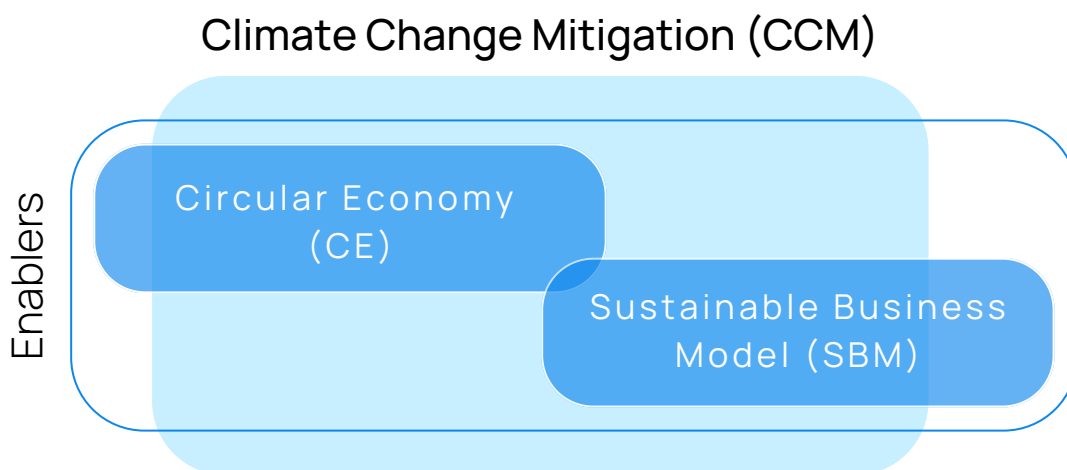 Climate Change Mitigation (CCM)
Enablers
Circular Economy
(CE)
Sustainable Business
Model (SBM)